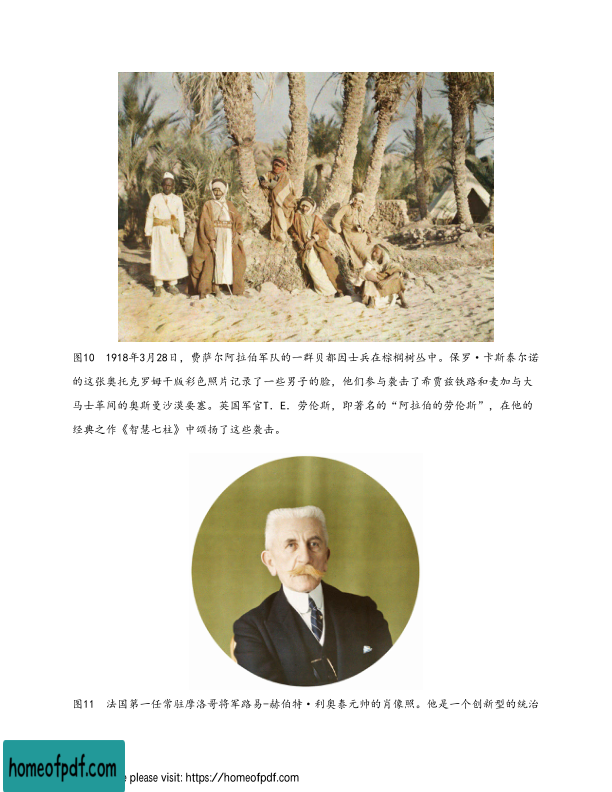 图10 1918年3月28日，费萨尔阿拉伯军队的一群贝都因士兵在棕榈树丛中。保罗·卡斯泰尔诺
的这张奥托克罗姆干版彩色照片记录了一些男子的脸，他们参与袭击了希贾兹铁路和麦加与大
马士革间的奥斯曼沙漠要塞。英国军官T．E．劳伦斯，即著名的“阿拉伯的劳伦斯”，在他的
经典之作《智慧七柱》中颂扬了这些袭击。
图11 法国第一任常驻摩洛哥将军路易-赫伯特·利奥泰元帅的肖像照。他是一个创新型的统治
homeofpdf.com
e please visit: https://homeofpdf.com